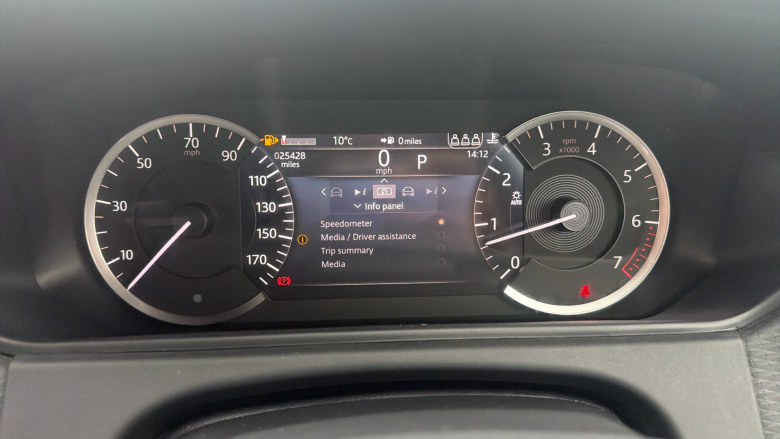 70
mph
50
90
30
110
130
10
150
170
10°C
0 miles
025428
miles
0
P
14:12
mph
i
i
Info panel
Speedometer
Media / Driver assistance
Trip summary
Media
(P)
rpm
x1000
3
4
2
5
AUTO
1
6
0
7